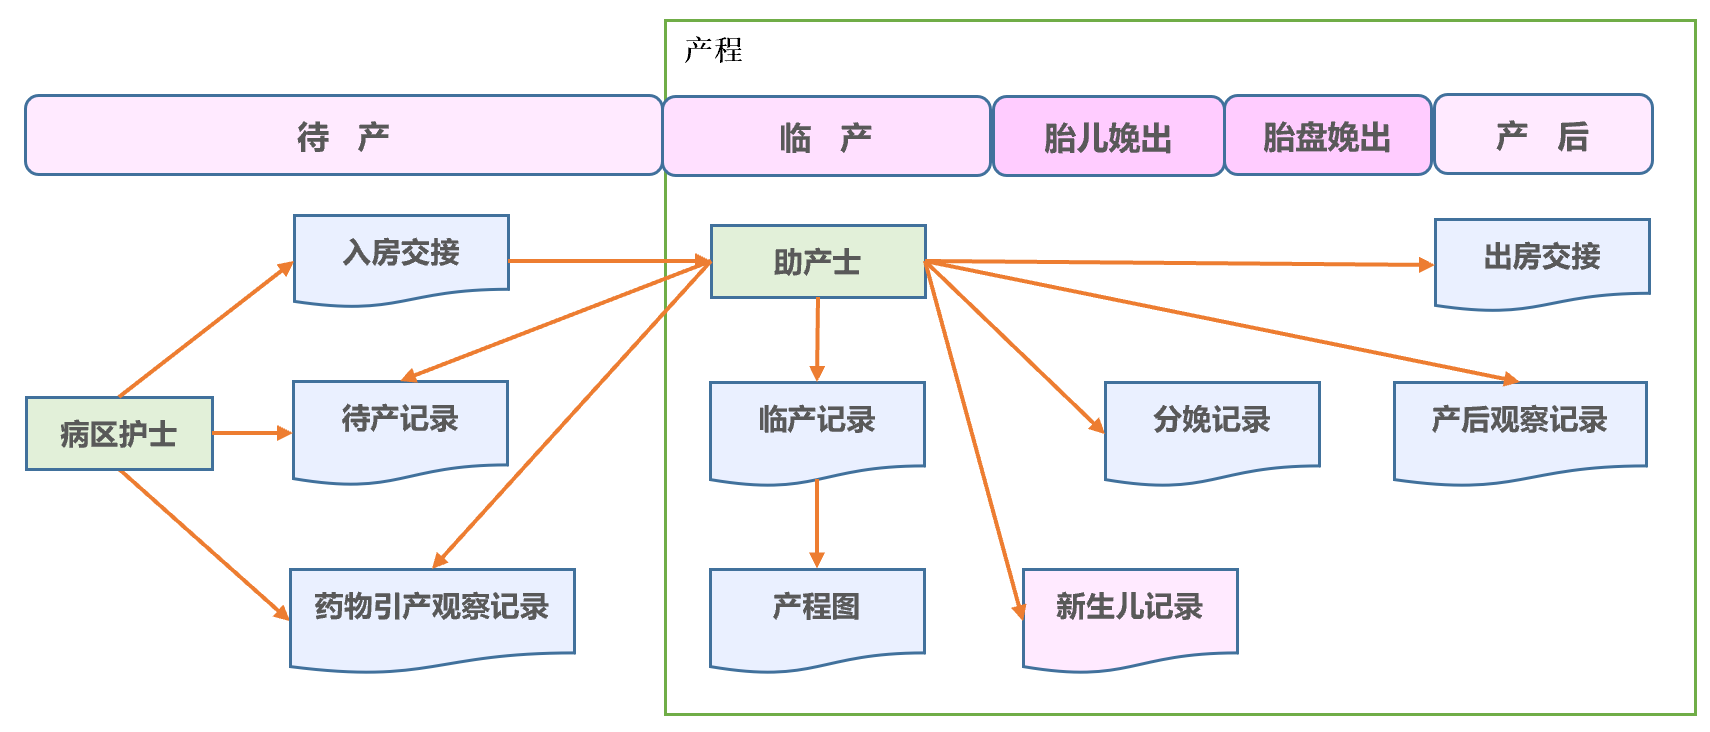 产程
待 产
临 产
胎儿娩出
胎盘娩出
产 后
入房交接
助产士
出房交接
病区护士
待产记录
临产记录
分娩记录
产后观察记录
药物引产观察记录
产程图
新生儿记录